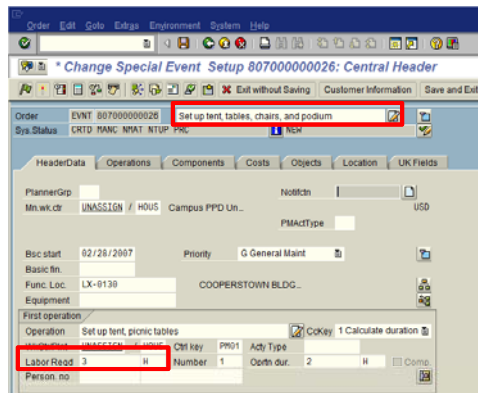 Order Edit Goto Extras Environment System Help
* Change Special Event Setup 807000000026: Central Header
Exit without Saving Customer Information Save and Exit
Order EVNT 807000000026 Set up tent, tables, chairs, and podium
Sys.Status CRTD MANC NMAT NTUP PRC NEW
HeaderData Operations Components Costs Objects Location UK Fields
PlannerGrp Notifctn
Mn.wk.ctr UNASSIGN / HOUS Campus PPD Un... USD
PMActType
Bsc start 02/28/2007 Priority G General Maint
Basic fin.
Func. Loc. LX-0130 COOPERSTOWN BLDG...
Equipment
First operation
Operation Set up tent, picnic tables CcKey 1 Calculate duration
UNASSIGN / HOUS Ctrl key PM01 Acty Type
Labor Reqd 3 H Number 1 Oprtn dur. 2 H Comp.
Person. no